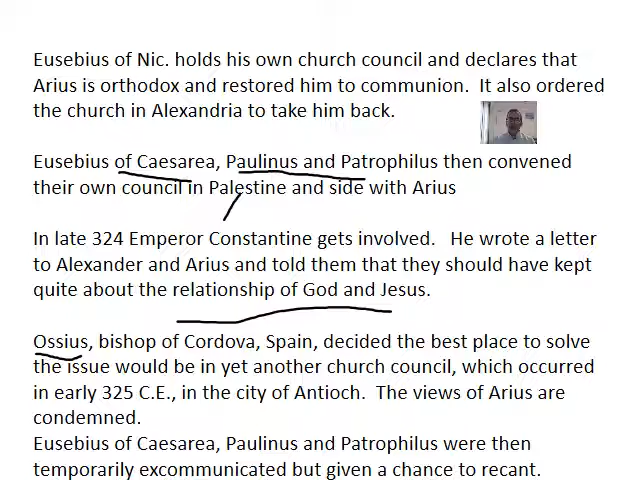 Eusebius of Nic. holds his own church council and declares that
Arius is orthodox and restored him to communion.  It also ordered
the church in Alexandria to take him back.
Eusebius of Caesarea, Paulinus and Patrophilus then convened
their own council in Palestine and side with Arius
In late 324 Emperor Constantine gets involved.   He wrote a letter
to Alexander and Arius and told them that they should have kept
quite about the relationship of God and Jesus.
Ossius, bishop of Cordova, Spain, decided the best place to solve
the issue would be in yet another church council, which occurred
in early 325 C.E., in the city of Antioch.  The views of Arius are
condemned.
Eusebius of Caesarea, Paulinus and Patrophilus were then
temporarily excommunicated but given a chance to recant.